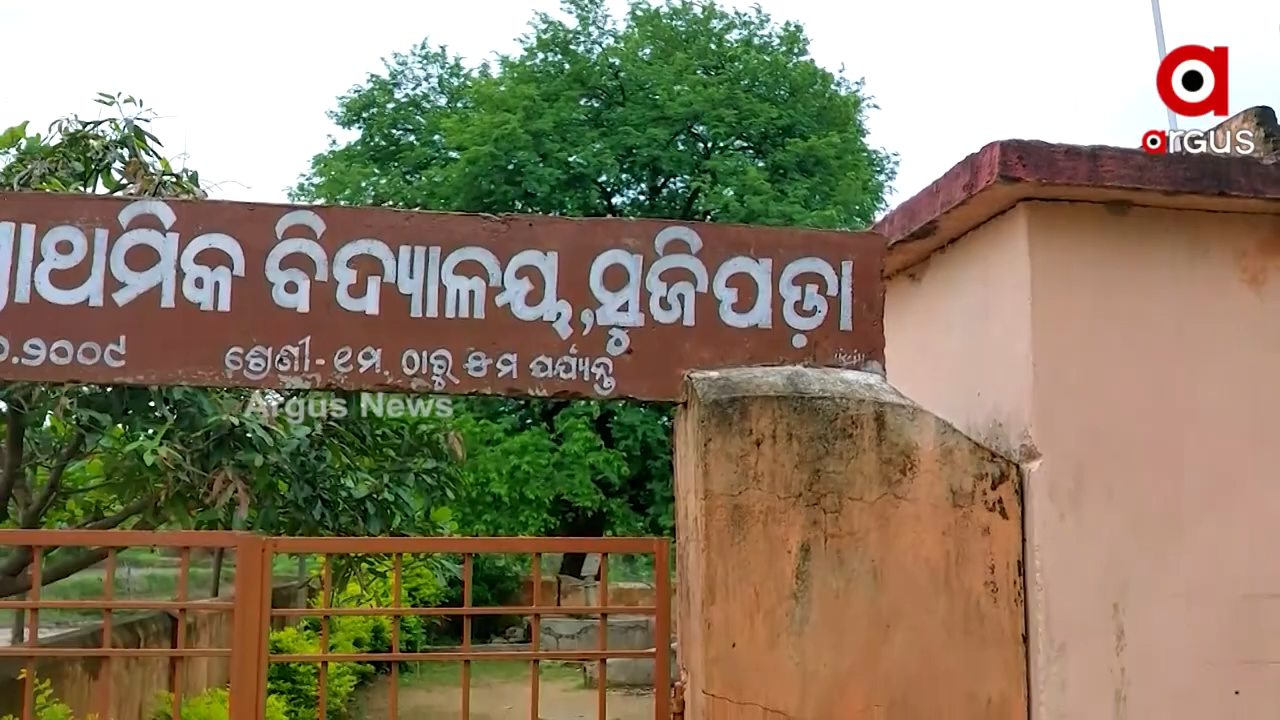 argus
ପ୍ରାଥମିକ ବିଦ୍ୟାଳୟ,ସୁଜିପଡ଼ା
୦.୨୦୦୯
ଶ୍ରେଣୀ-୧ମ. ଠାରୁ ୫ମ ପର୍ଯ୍ୟନ୍ତ
Argus News